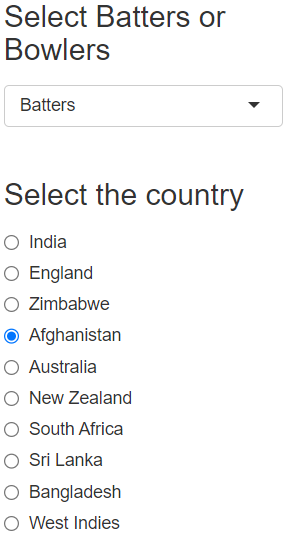 Select Batters or
Bowlers
Batters
Select the country
India
England
Zimbabwe
Afghanistan
Australia
New Zealand
South Africa
Sri Lanka
Bangladesh
West Indies